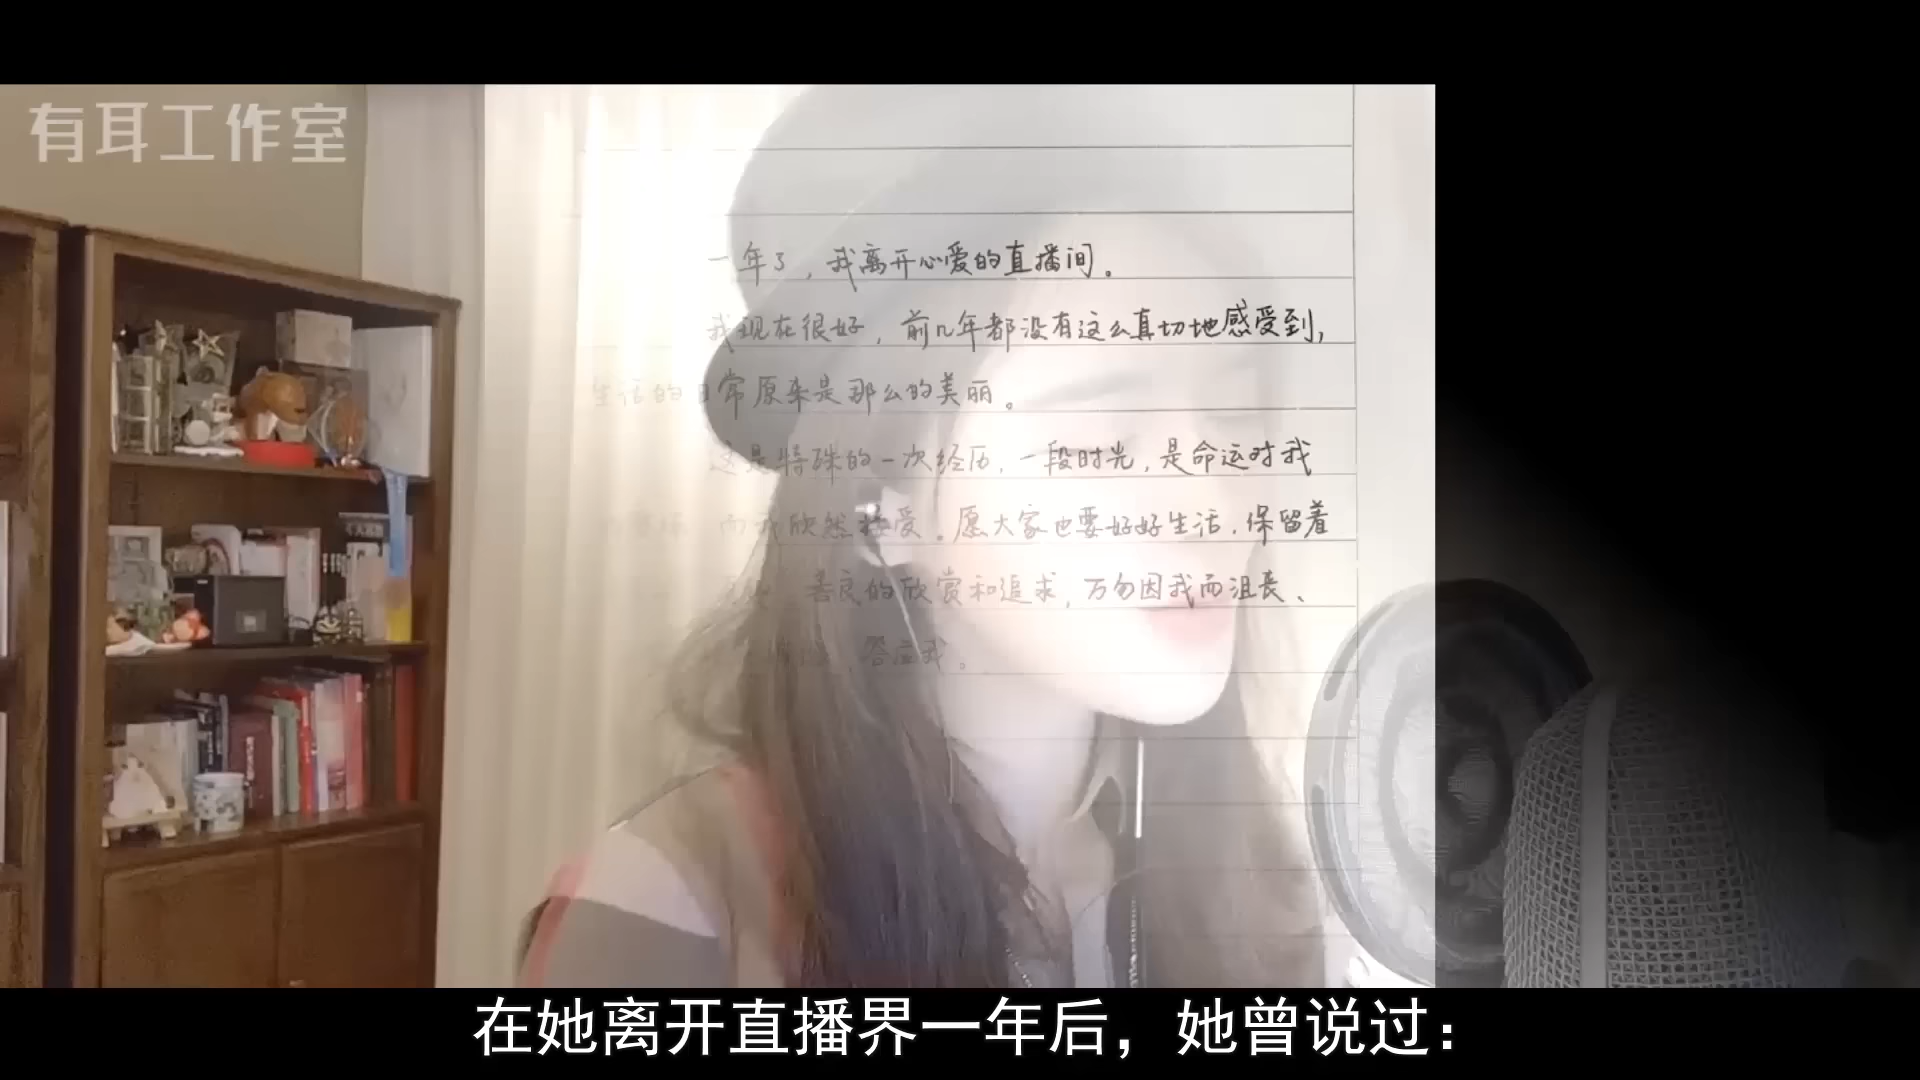 有耳工作室
一年了，我离开心爱的直播间。
我现在很好，前几年都没有这么真切地感受到，
生活的日常原来是那么的美丽。
这是特殊的一次经历，一段时光，是命运对我
而我欣然接受。愿大家也要好好生活，保留着
善良的欣赏和追求，万勿因我而沮丧、
答应我。
在她离开直播界一年后，她曾说过：